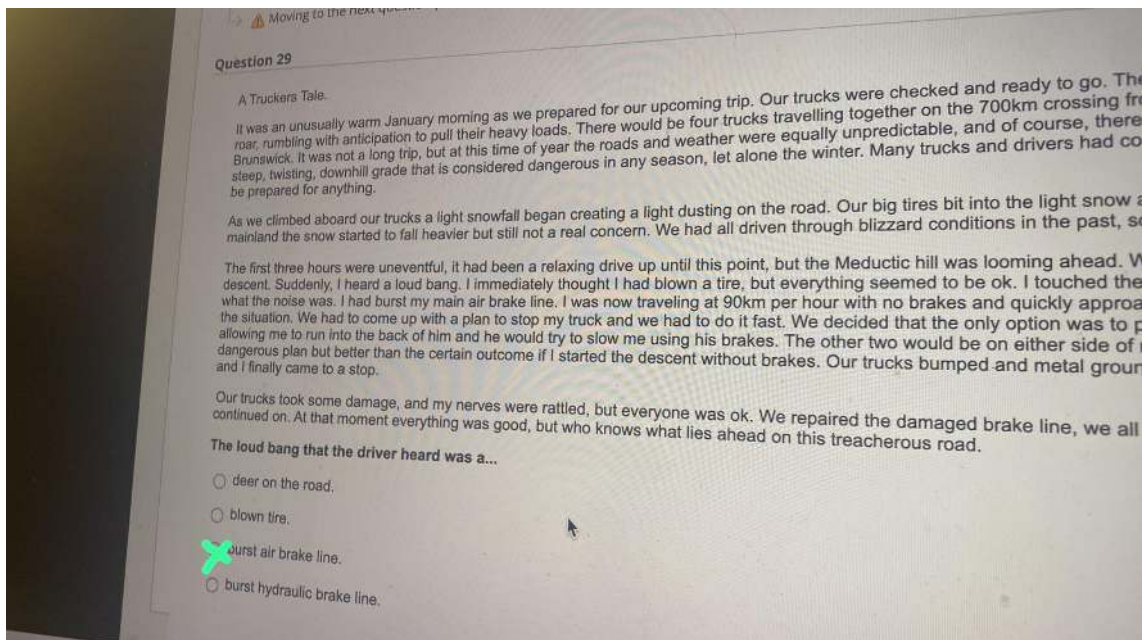 Moving to the next
Question 29
A Truckers Tale.
It was an unusually warm January morning as we prepared for our upcoming trip. Our trucks were checked and ready to go. The
roar, rumbling with anticipation to pull their heavy loads. There would be four trucks travelling together on the 700km crossing
Brunswick. It was not a long trip, but at this time of year the roads and weather were equally unpredictable, and of course, there
steep, twisting, downhill grade that is considered dangerous in any season, let alone the winter. Many trucks and drivers had
be prepared for anything.
As we climbed aboard our trucks a light snowfall began creating a light dusting on the road. Our big tires bit into the light snow
mainland the snow started to fall heavier but still not a real concern. We had all driven through blizzard conditions in the past,
The first three hours were uneventful, it had been a relaxing drive up until this point, but the Meductic hill was looming ahead.
descent. Suddenly, I heard a loud bang. I immediately thought I had blown a tire, but everything seemed to be ok. I touched the
what the noise was. I had burst my main air brake line. I was now traveling at 90km per hour with no brakes and quickly
the situation. We had to come up with a plan to stop my truck and we had to do it fast. We decided that the only option was to
allowing me to run into the back of him and he would try to slow me using his brakes. The other two would be on either side of
dangerous plan but better than the certain outcome if I started the descent without brakes. Our trucks bumped and metal
and I finally came to a stop.
Our trucks took some damage, and my nerves were rattled, but everyone was ok. We repaired the damaged brake line, we all
continued on. At that moment everything was good, but who knows what lies ahead on this treacherous road.
The loud bang that the driver heard was a...
deer on the road.
blown tire.
burst air brake line.
burst hydraulic brake line.